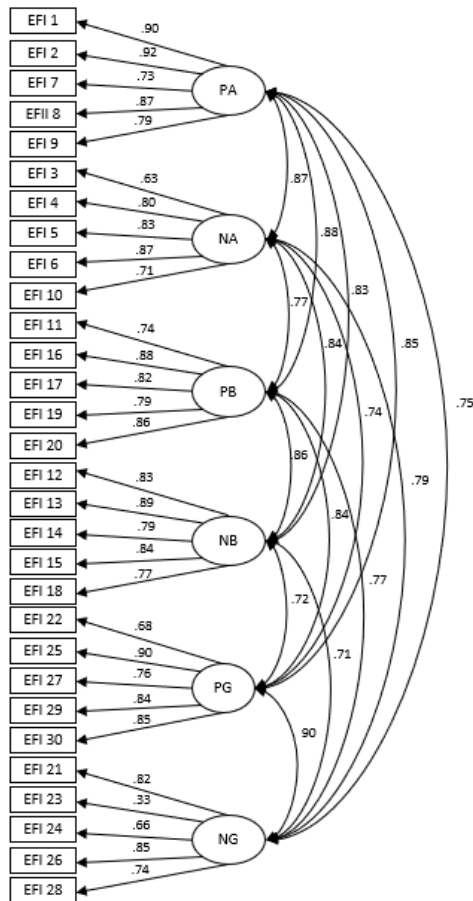 EFI 1
.90
EFI 2
.92
EFI 7
.73
PA
EFII 8
.87
EFI 9
.79
EFI 3
.63
.87
EFI 4
.80
EFI 5
.83
NA
.88
EFI 6
.87
.83
EFI 10
.71
.77
EFI 11
.74
.84
.85
EFI 16
.88
EFI 17
.82
PB
.74
.75
EFI 19
.79
EFI 20
.86
.86
EFI 12
.83
.79
EFI 13
.89
.84
EFI 14
.79
NB
.77
EFI 15
.84
EFI 18
.77
.72
EFI 22
.68
.71
EFI 25
.90
EFI 27
.76
PG
EFI 29
.84
EFI 30
.85
90
EFI 21
.82
EFI 23
.33
EFI 24
.66
NG
EFI 26
.85
EFI 28
.74